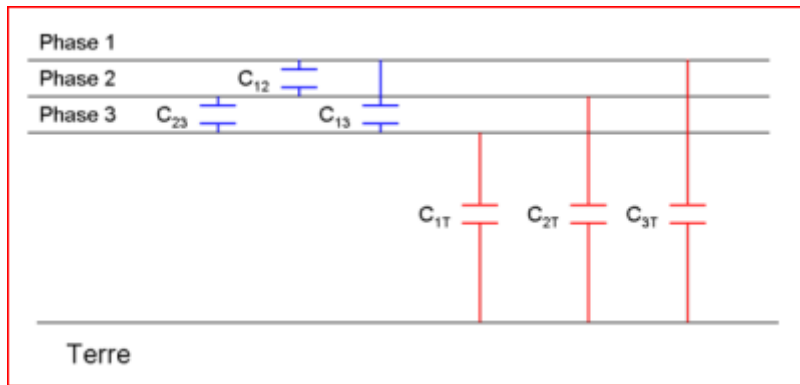 Phase 1
Phase 2
C12
Phase 3
C23
C13
C1T
C2T
C3T
Terre